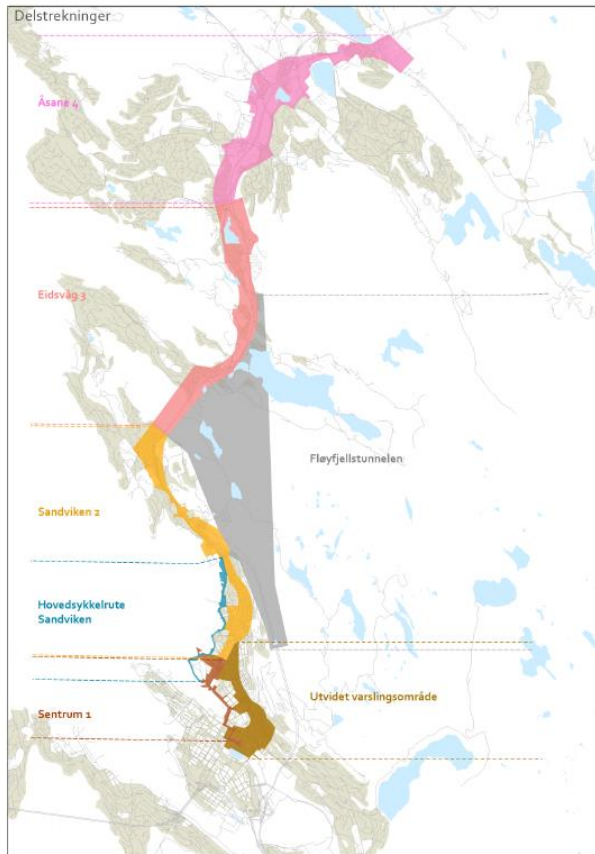 Delstrekninger
Åsane 4
Eidsvåg 3
Fløyfjellstunnelen
Sandviken 2
Hovedsykkelrute
Sandviken
Utvidet varslingsområde
Sentrum 1